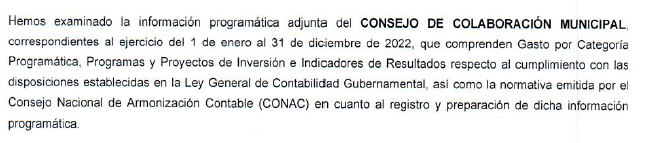 Hemos examinado la información programática adjunta del CONSEJO DE COLABORACIÓN MUNICIPAL,
correspondientes al ejercicio del 1 de enero al 31 de diciembre de 2022, que comprenden Gasto por Categoría
Programática, Programas y Proyectos de Inversión e Indicadores de Resultados respecto al cumplimiento con las
disposiciones establecidas en la Ley General de Contabilidad Gubernamental, así como la normativa emitida por el
Consejo Nacional de Armonización Contable (CONAC) en cuanto al registro y preparación de dicha información
programática.